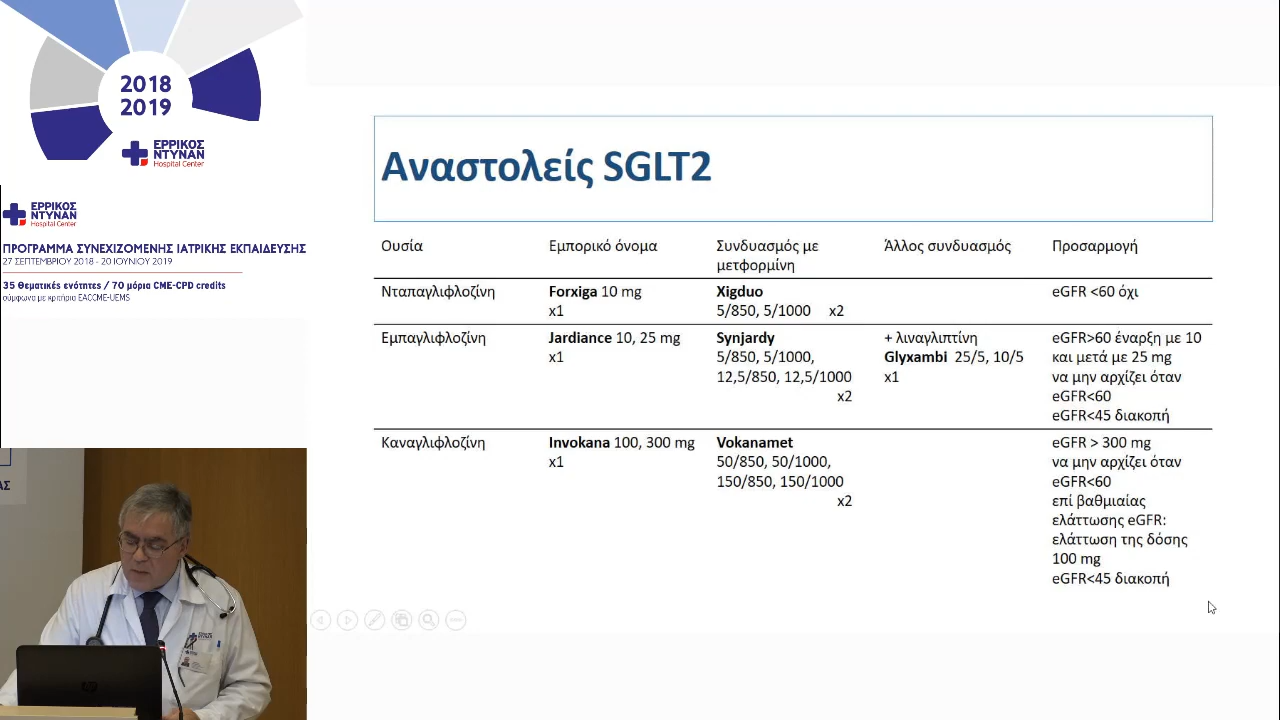 2018
2019
ΕΡΡΙΚΟΣ
ΝΤΥΝΑΝ
Hospital Center
ΕΡΡΙΚΟΣ
ΝΤΥΝΑΝ
Hospital Center
ΠΡΟΓΡΑΜΜΑ ΣΥΝΕΧΙΖΟΜΕΝΗΣ ΙΑΤΡΙΚΗΣ ΕΚΠΑΙΔΕΥΣΗΣ
27 ΣΕΠΤΕΜΒΡΙΟΥ 2018 - 20 ΙΟΥΝΙΟΥ 2019
35 Θεματικές ενότητες / 70 μόρια CME-CPD credits
σύμφωνα με κριτήρια EACCME-UEMS
Αναστολείς SGLT2
Ουσία Εμπορικό όνομα Συνδυασμός με Άλλος συνδυασμός Προσαρμογή
μετφορμίνη
Νταπαγλιφλοζίνη Forxiga 10 mg Xigduo eGFR <60 όχι
x1 5/850, 5/1000 x2
Εμπαγλιφλοζίνη Jardiance 10, 25 mg Synjardy + λιναγλιπτίνη eGFR>60 έναρξη με 10
x1 5/850, 5/1000, Glyxambi 25/5, 10/5 και μετά με 25 mg
12,5/850, 12,5/1000 x1 να μην αρχίζει όταν
x2 eGFR<60
eGFR<45 διακοπή
Καναγλιφλοζίνη Invokana 100, 300 mg Vokanamet eGFR > 300 mg
x1 50/850, 50/1000, να μην αρχίζει όταν
150/850, 150/1000 eGFR<60
x2 επί βαθμιαίας
ελάττωσης eGFR:
ελάττωση της δόσης
100 mg
eGFR<45 διακοπή
ΑΣ